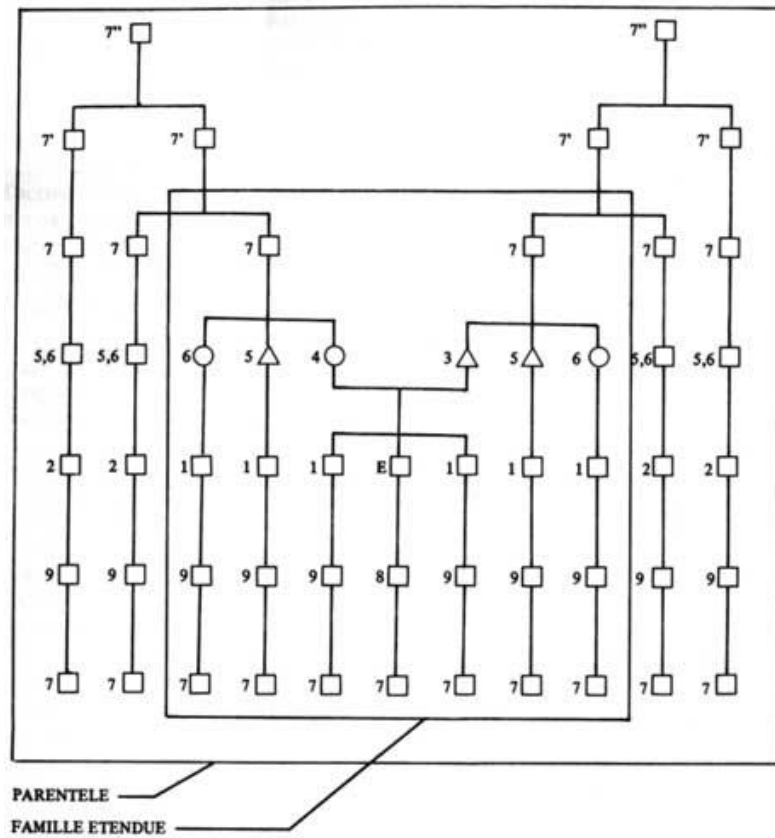 7'' 7''
7' 7' 7' 7'
7 7 7 7 7 7
5,6 5,6 6 5 4 3 5 6 5,6 5,6
2 2 1 1 1 E 1 1 1 2 2
9 9 9 9 9 8 9 9 9 9 9
7 7 7 7 7 7 7 7 7 7 7
PARENTELE
FAMILLE ETENDUE